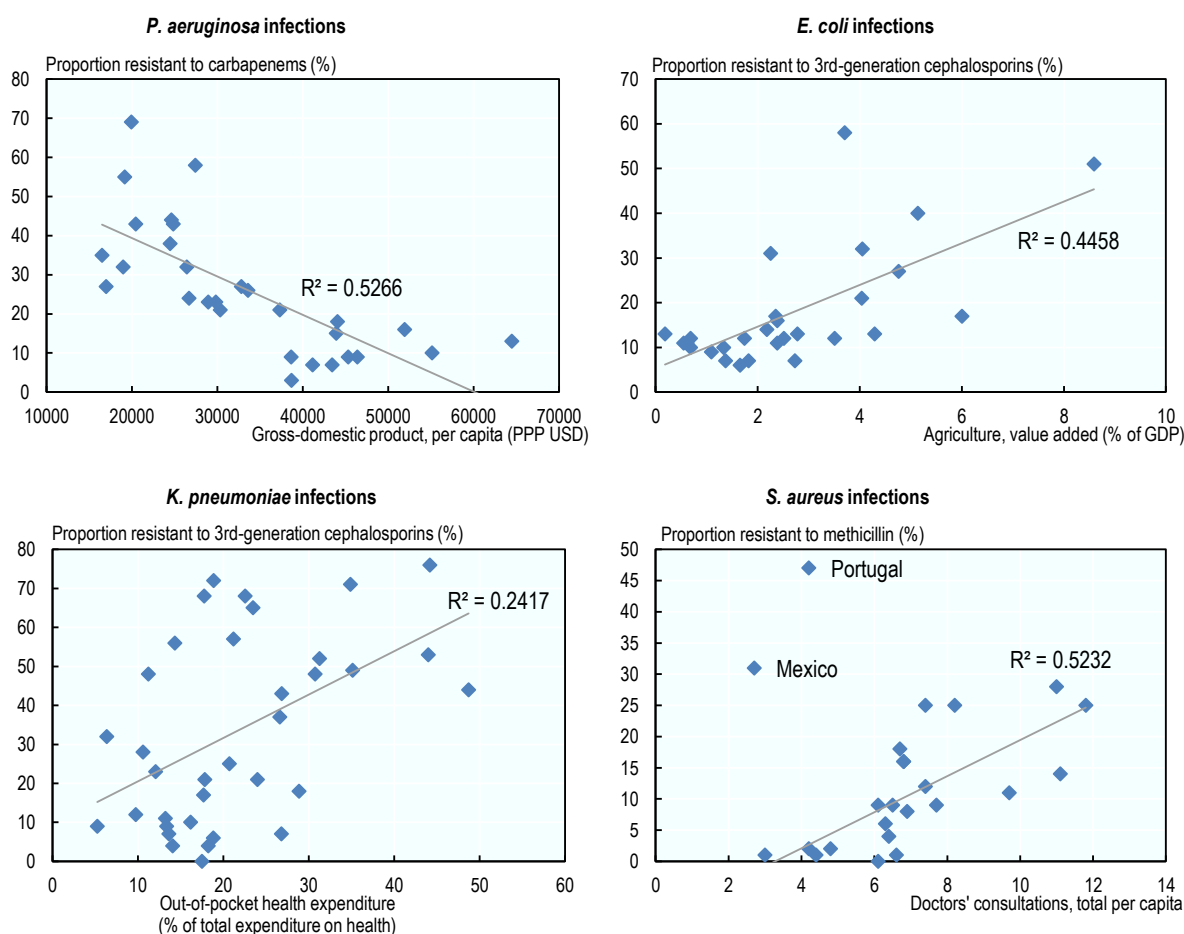 P. aeruginosa infections
Proportion resistant to carbapenems (%)
80
70
60
50
40
30
20
10
0
R² = 0.5266
10000 20000 30000 40000 50000 60000 70000
Gross-domestic product, per capita (PPP USD)
E. coli infections
Proportion resistant to 3rd-generation cephalosporins (%)
70
60
50
40
30
20
10
0
R² = 0.4458
0 2 4 6 8 10
Agriculture, value added (% of GDP)
K. pneumoniae infections
Proportion resistant to 3rd-generation cephalosporins (%)
80
70
60
50
40
30
20
10
0
R² = 0.2417
0 10 20 30 40 50 60
Out-of-pocket health expenditure
(% of total expenditure on health)
S. aureus infections
Proportion resistant to methicillin (%)
50
45
40
35
30
25
20
15
10
5
0
Portugal
Mexico
R² = 0.5232
0 2 4 6 8 10 12 14
Doctors' consultations, total per capita